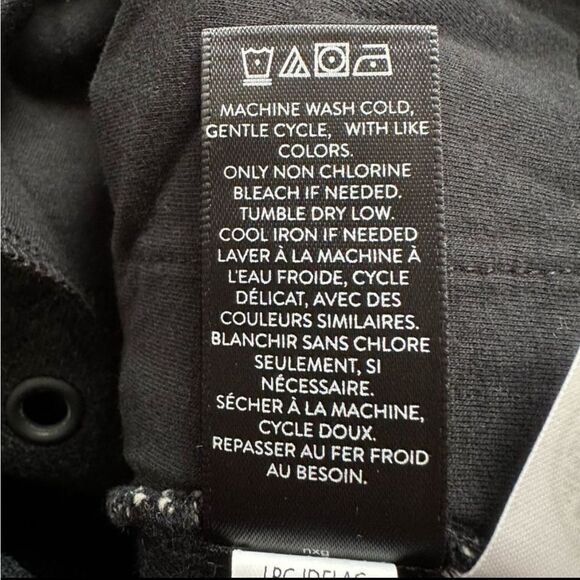 MACHINE WASH COLD,
GENTLE CYCLE, WITH LIKE
COLORS.
ONLY NON CHLORINE
BLEACH IF NEEDED.
TUMBLE DRY LOW.
COOL IRON IF NEEDED
LAVER À LA MACHINE À
L'EAU FROIDE, CYCLE
DÉLICAT, AVEC DES
COULEURS SIMILAIRES.
BLANCHIR SANS CHLORE
SEULEMENT, SI
NÉCESSAIRE.
SÉCHER À LA MACHINE,
CYCLE DOUX.
REPASSER AU FER FROID
AU BESOIN.